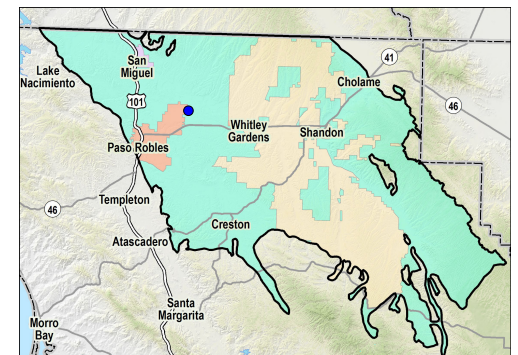 41
San
Miguel
Lake
Nacimiento
Cholame
101
46
Whitley
Gardens
Shandon
Paso Robles
Templeton
46
Creston
Atascadero
Santa
Margarita
Morro
Bay